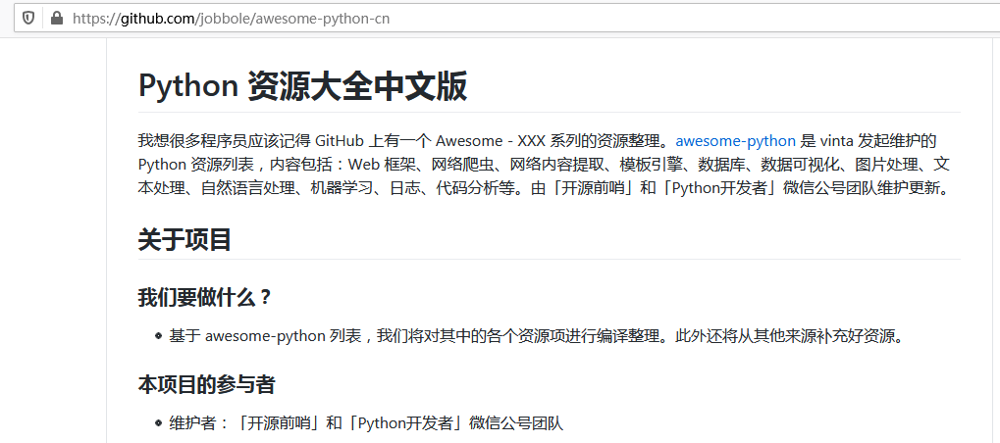 https://github.com/jobbole/awesome-python-cn
Python 资源大全中文版
我想很多程序员应该记得 GitHub 上有一个 Awesome - XXX 系列的资源整理。awesome-python 是 vinta 发起维护的
Python 资源列表，内容包括：Web 框架、网络爬虫、网络内容提取、模板引擎、数据库、数据可视化、图片处理、文
本处理、自然语言处理、机器学习、日志、代码分析等。由「开源前哨」和「Python开发者」微信公号团队维护更新。
关于项目
我们要做什么？
• 基于 awesome-python 列表，我们将对其中的各个资源项进行编译整理。此外还将从其他来源补充好资源。
本项目的参与者
• 维护者：「开源前哨」和「Python开发者」微信公号团队